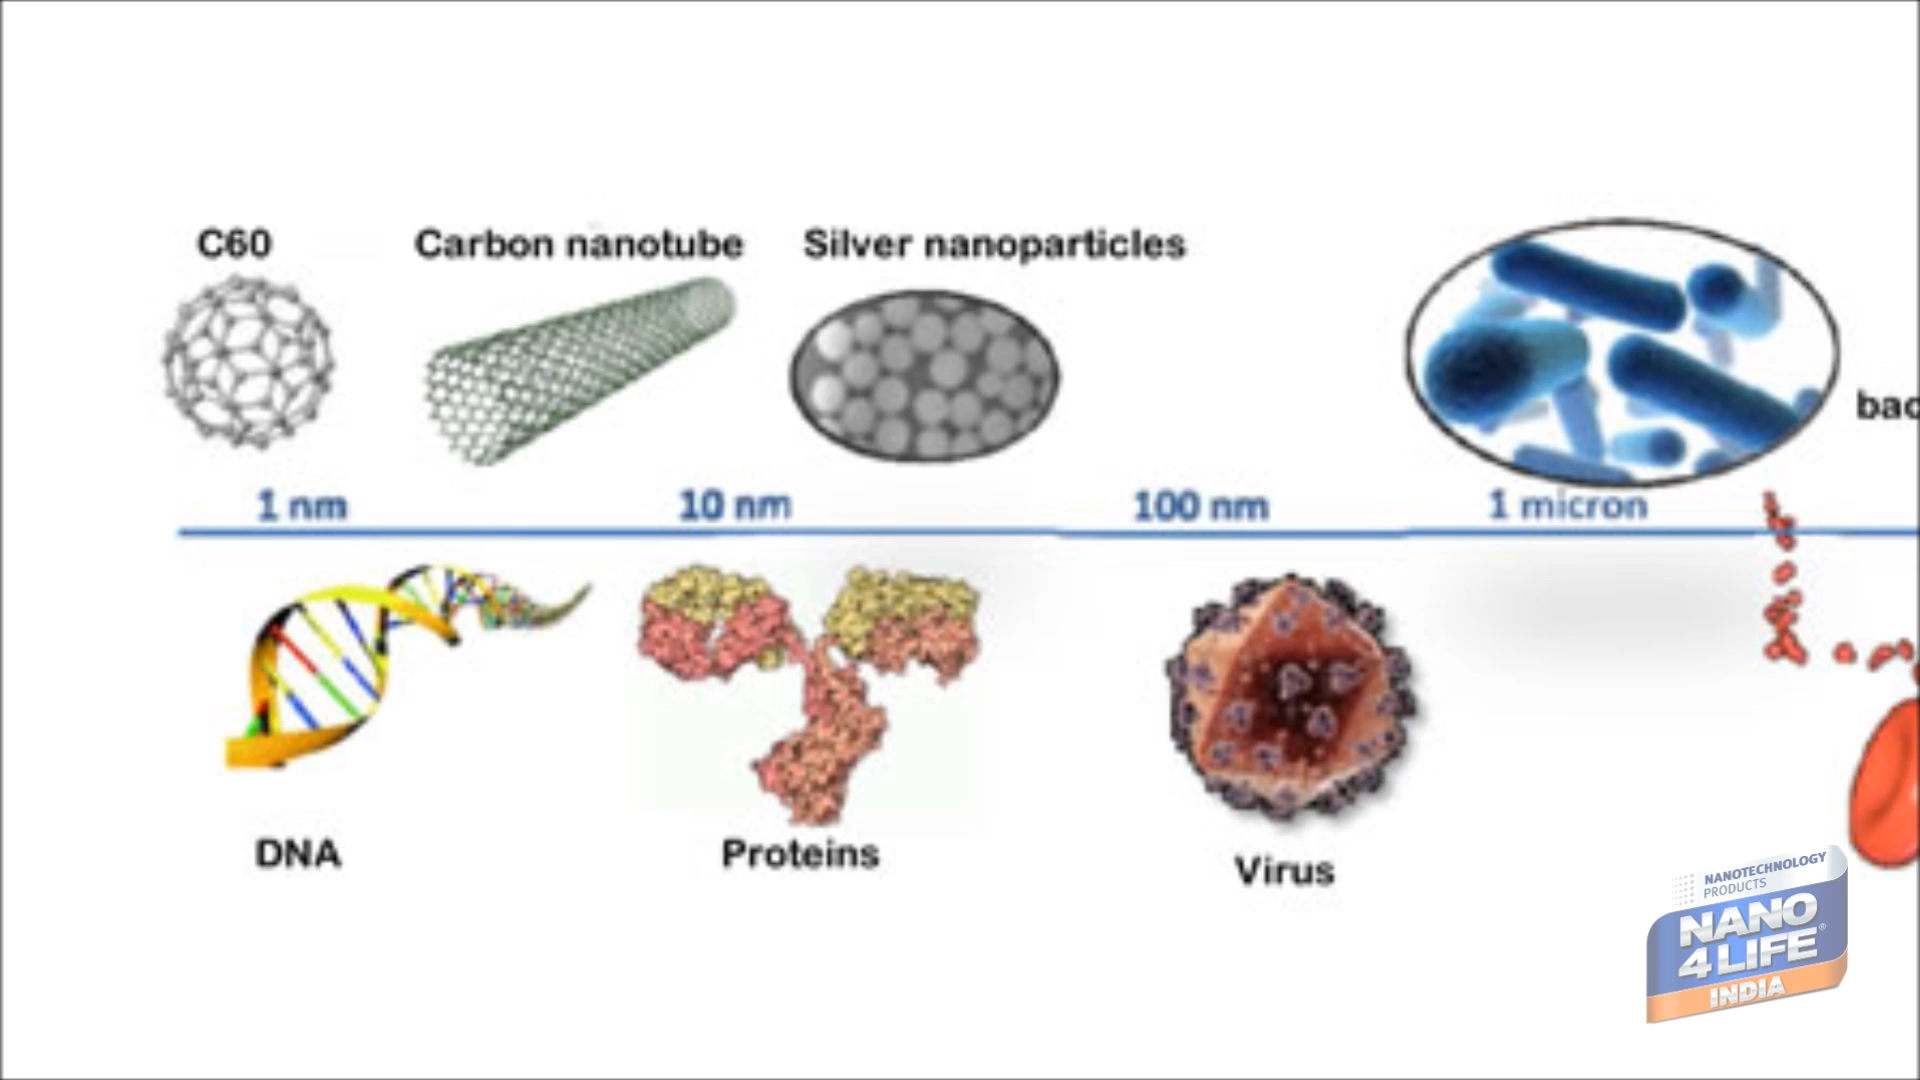 C60
Carbon nanotube
Silver nanoparticles
1 nm
10 nm
100 nm
1 micron
DNA
Proteins
Virus
NANOTECHNOLOGY
PRODUCTS
NANO
4LIFE®
INDIA